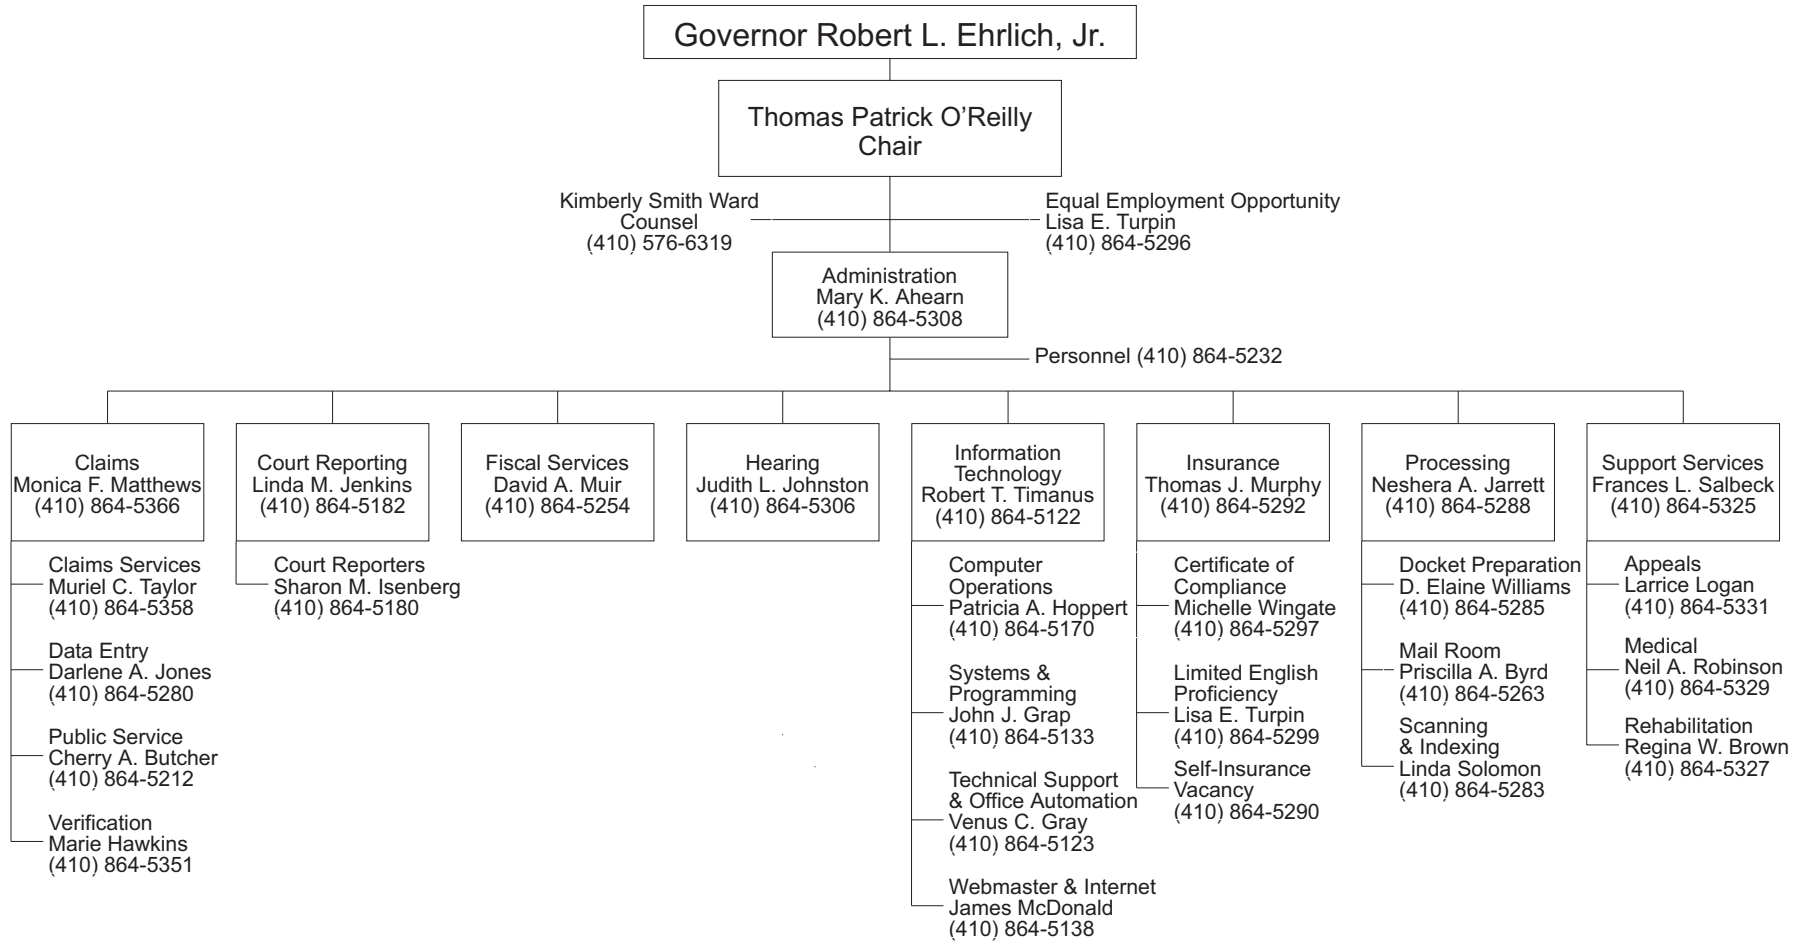 Governor Robert L. Ehrlich, Jr.
Thomas Patrick O’Reilly
Chair
Kimberly Smith Ward
Counsel
(410) 576-6319
Equal Employment Opportunity
Lisa E. Turpin
(410) 864-5296
Administration
Mary K. Ahearn
(410) 864-5308
Personnel (410) 864-5232
Claims
Monica F. Matthews
(410) 864-5366
Claims Services
Muriel C. Taylor
(410) 864-5358
Data Entry
Darlene A. Jones
(410) 864-5280
Public Service
Cherry A. Butcher
(410) 864-5212
Verification
Marie Hawkins
(410) 864-5351
Court Reporting
Linda M. Jenkins
(410) 864-5182
Court Reporters
Sharon M. Isenberg
(410) 864-5180
Fiscal Services
David A. Muir
(410) 864-5254
Hearing
Judith L. Johnston
(410) 864-5306
Information
Technology
Robert T. Timanus
(410) 864-5122
Computer
Operations
Patricia A. Hoppert
(410) 864-5170
Systems &
Programming
John J. Grap
(410) 864-5133
Technical Support
& Office Automation
Venus C. Gray
(410) 864-5123
Webmaster & Internet
James McDonald
(410) 864-5138
Insurance
Thomas J. Murphy
(410) 864-5292
Certificate of
Compliance
Michelle Wingate
(410) 864-5297
Limited English
Proficiency
Lisa E. Turpin
(410) 864-5299
Self-Insurance
Vacancy
(410) 864-5290
Processing
Neshera A. Jarrett
(410) 864-5288
Docket Preparation
D. Elaine Williams
(410) 864-5285
Mail Room
Priscilla A. Byrd
(410) 864-5263
Scanning
& Indexing
Linda Solomon
(410) 864-5283
Support Services
Frances L. Salbeck
(410) 864-5325
Appeals
Larrice Logan
(410) 864-5331
Medical
Neil A. Robinson
(410) 864-5329
Rehabilitation
Regina W. Brown
(410) 864-5327